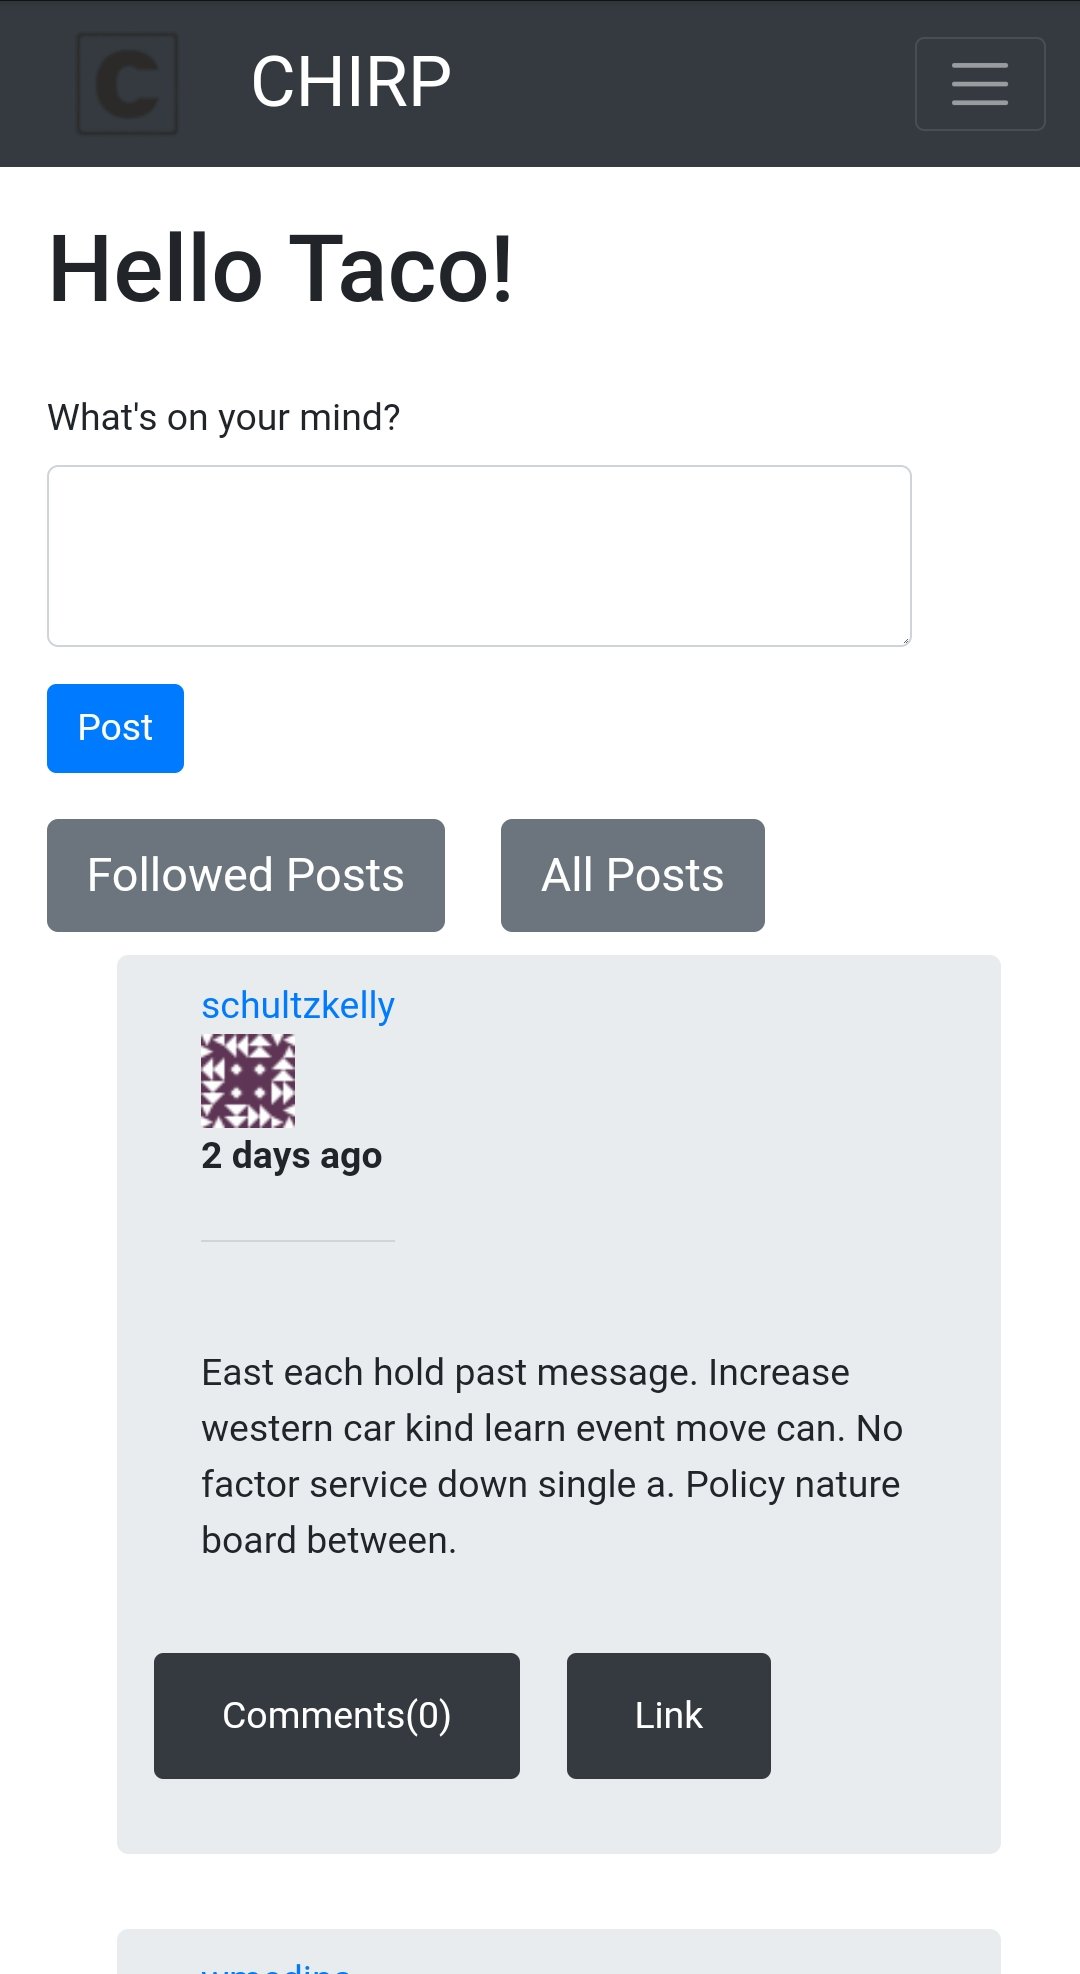 C CHIRP
Hello Taco!
What's on your mind?
Post
Followed Posts All Posts
schultzkelly
2 days ago
East each hold past message. Increase
western car kind learn event move can. No
factor service down single a. Policy nature
board between.
Comments(0) Link